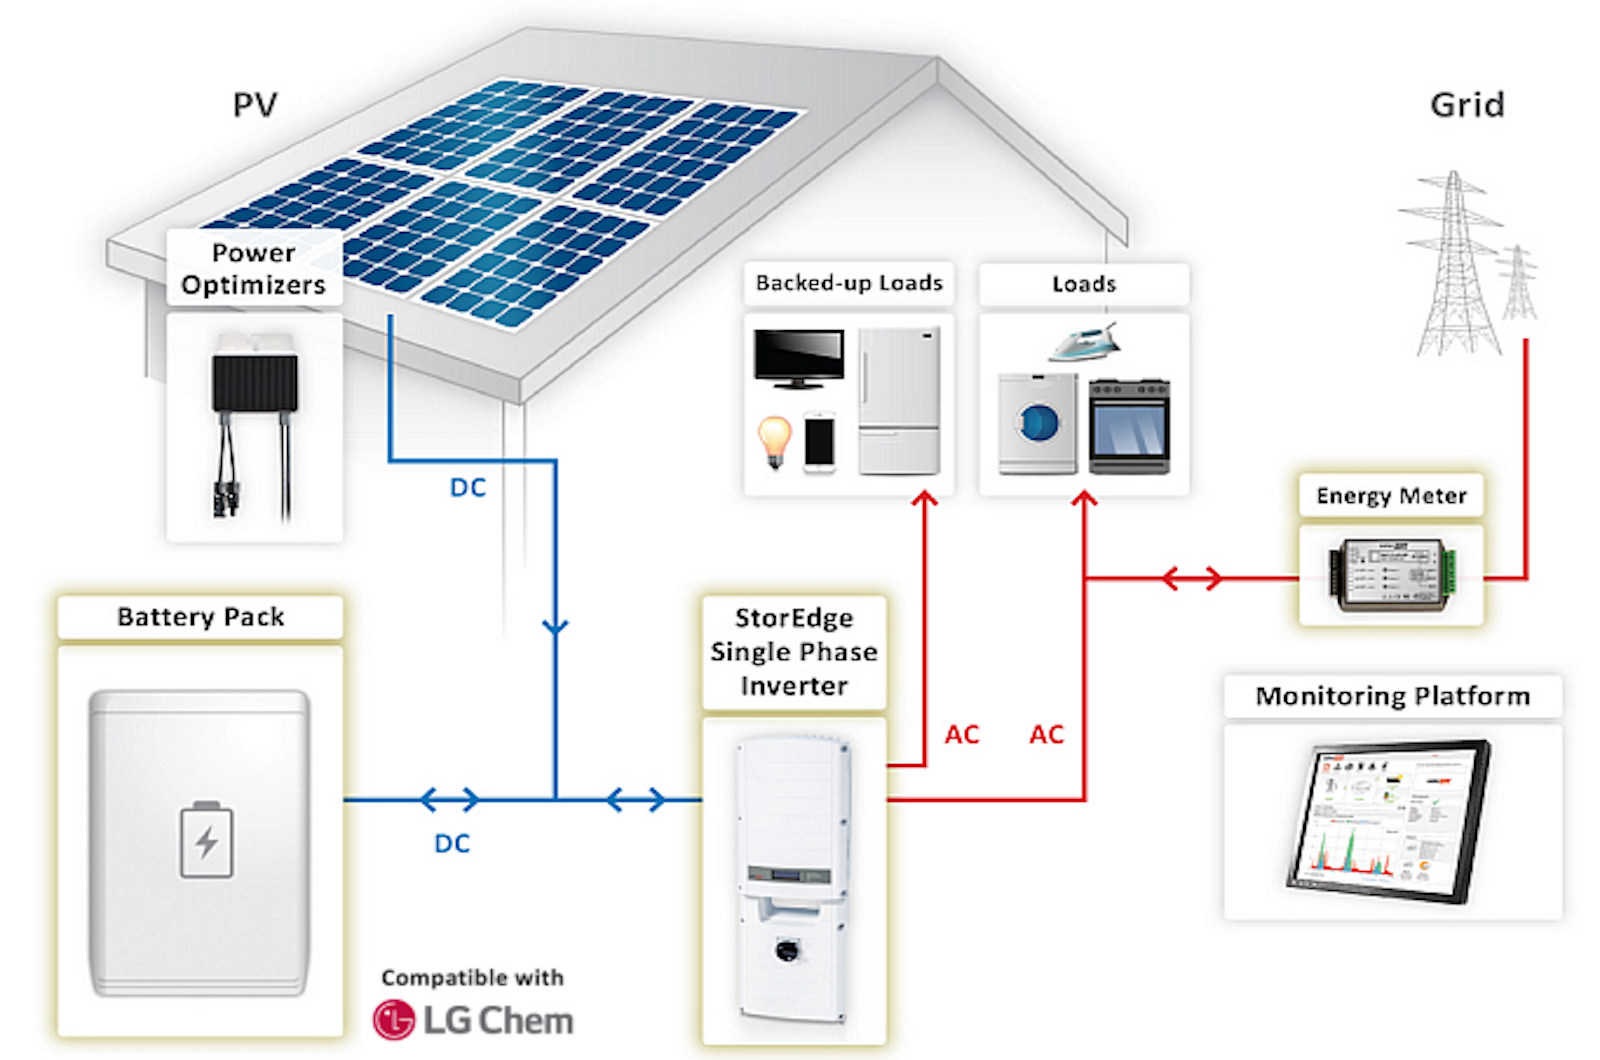 PV
Grid
Power
Optimizers
Backed-up Loads
Loads
DC
Energy Meter
Battery Pack
StorEdge
Single Phase
Inverter
Monitoring Platform
AC
AC
DC
Compatible with
LG Chem